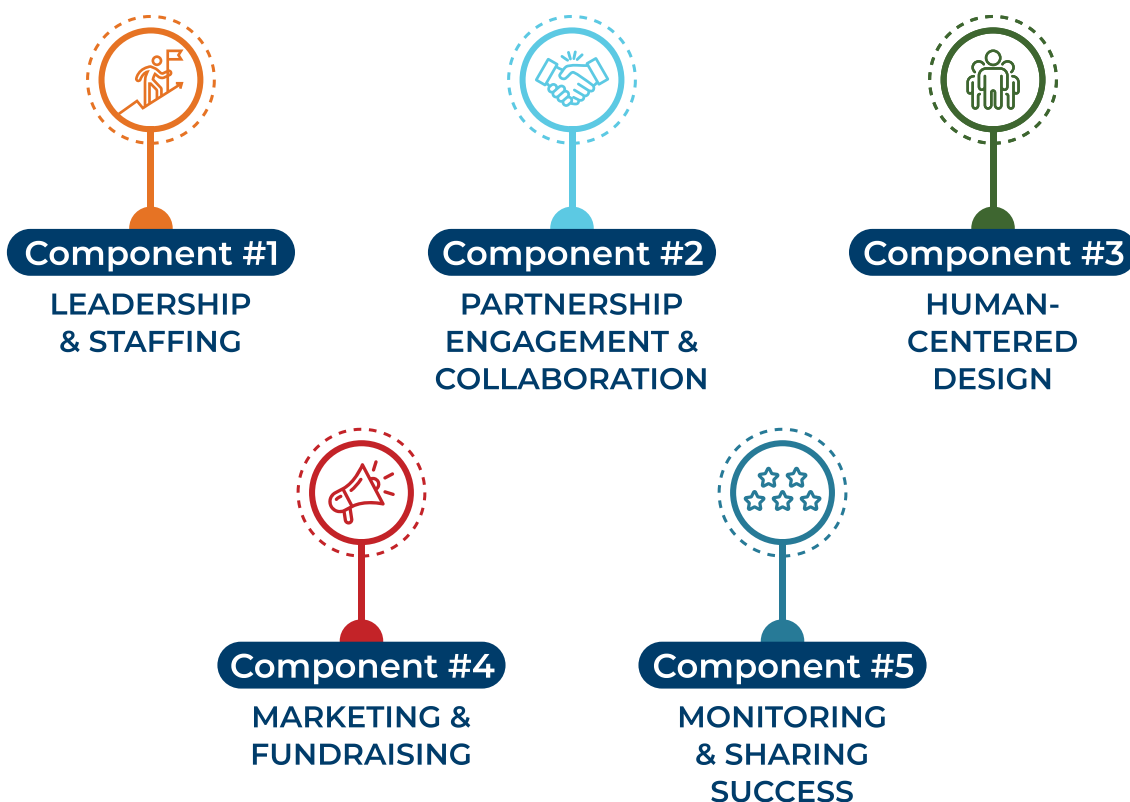 Component #1
LEADERSHIP
& STAFFING
Component #2
PARTNERSHIP
ENGAGEMENT &
COLLABORATION
Component #3
HUMAN-
CENTERED
DESIGN
Component #4
MARKETING &
FUNDRAISING
Component #5
MONITORING
& SHARING
SUCCESS